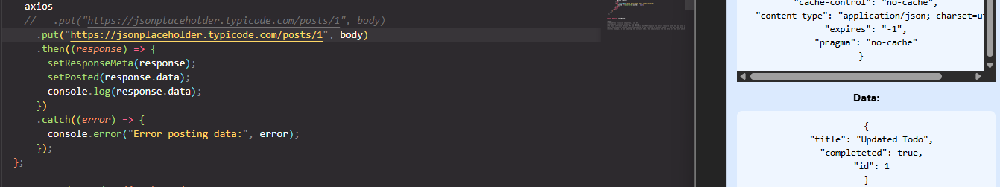 axios
//   .put("https://jsonplaceholder.typicode.com/posts/1", body)
.put("https://jsonplaceholder.typicode.com/posts/1", body)
.then((response) => {
setResponseMeta(response);
setPosted(response.data);
console.log(response.data);
})
.catch((error) => {
console.error("Error posting data:", error);
});
};
"cache-control": "no-cache",
"content-type": "application/json; charset=ut
"expires": "-1",
"pragma": "no-cache"
}
Data:
{
"title": "Updated Todo",
"completeted": true,
"id": 1
}